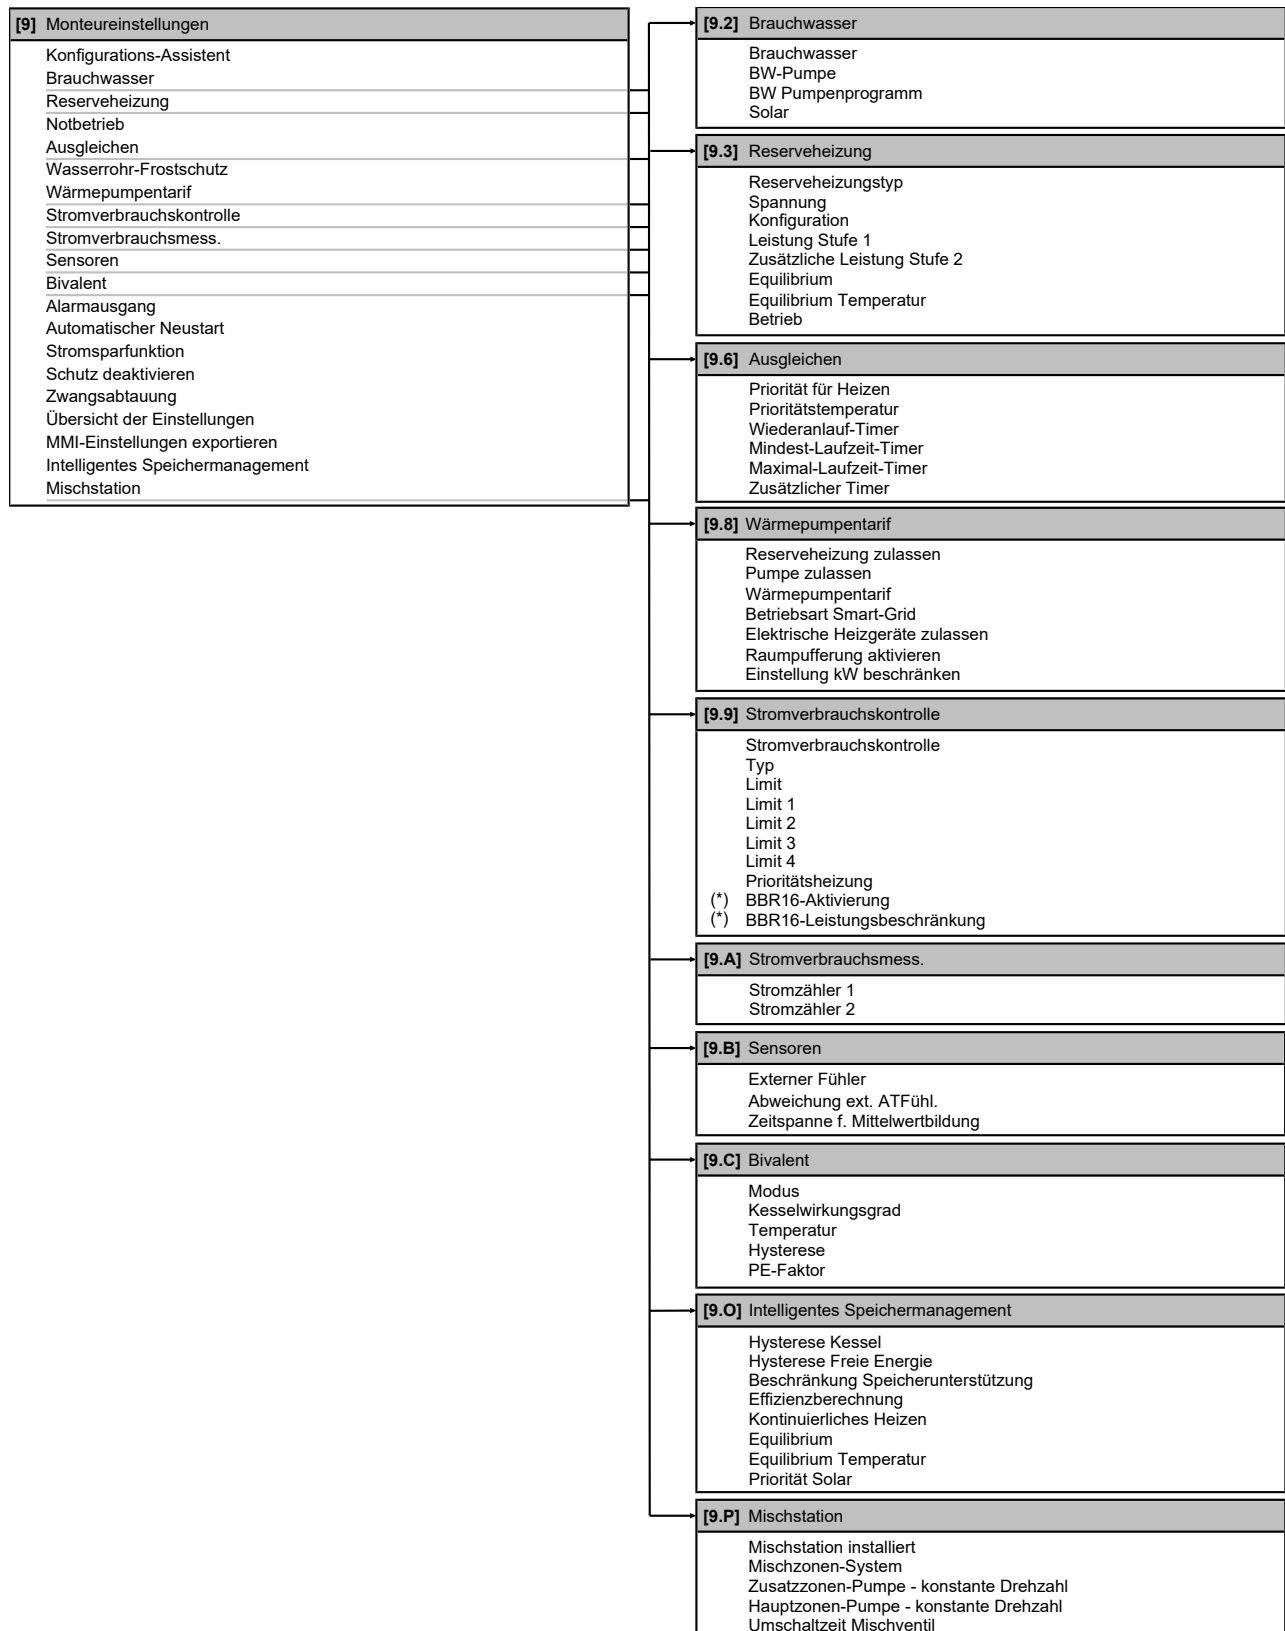 [9] Monteureinstellungen
Konfigurations-Assistent
Brauchwasser
Reserveheizung
Notbetrieb
Ausgleichen
Wasserrohr-Frostschutz
Wärmepumpentarif
Stromverbrauchskontrolle
Stromverbrauchsmess.
Sensoren
Bivalent
Alarmausgang
Automatischer Neustart
Stromsparfunktion
Schutz deaktivieren
Zwangsabtauung
Übersicht der Einstellungen
MMI-Einstellungen exportieren
Intelligentes Speichermanagement
Mischstation
[9.2] Brauchwasser
Brauchwasser
BW-Pumpe
BW Pumpenprogramm
Solar
[9.3] Reserveheizung
Reserveheizungstyp
Spannung
Konfiguration
Leistung Stufe 1
Zusätzliche Leistung Stufe 2
Equilibrium
Equilibrium Temperatur
Betrieb
[9.6] Ausgleichen
Priorität für Heizen
Prioritätstemperatur
Wiederanlauf-Timer
Mindest-Laufzeit-Timer
Maximal-Laufzeit-Timer
Zusätzlicher Timer
[9.8] Wärmepumpentarif
Reserveheizung zulassen
Pumpe zulassen
Wärmepumpentarif
Betriebsart Smart-Grid
Elektrische Heizgeräte zulassen
Raumpufferung aktivieren
Einstellung kW beschränken
[9.9] Stromverbrauchskontrolle
Stromverbrauchskontrolle
Typ
Limit
Limit 1
Limit 2
Limit 3
Limit 4
Prioritätsheizung
(*) BBR16-Aktivierung
(*) BBR16-Leistungsbeschränkung
[9.A] Stromverbrauchsmess.
Stromzähler 1
Stromzähler 2
[9.B] Sensoren
Externer Fühler
Abweichung ext. ATFühl.
Zeitspanne f. Mittelwertbildung
[9.C] Bivalent
Modus
Kesselwirkungsgrad
Temperatur
Hysterese
PE-Faktor
[9.O] Intelligentes Speichermanagement
Hysterese Kessel
Hysterese Freie Energie
Beschränkung Speicherunterstützung
Effizienzberechnung
Kontinuierliches Heizen
Equilibrium
Equilibrium Temperatur
Priorität Solar
[9.P] Mischstation
Mischstation installiert
Mischzonen-System
Zusatzzonen-Pumpe - konstante Drehzahl
Hauptzonen-Pumpe - konstante Drehzahl
Umschaltzeit Mischventil